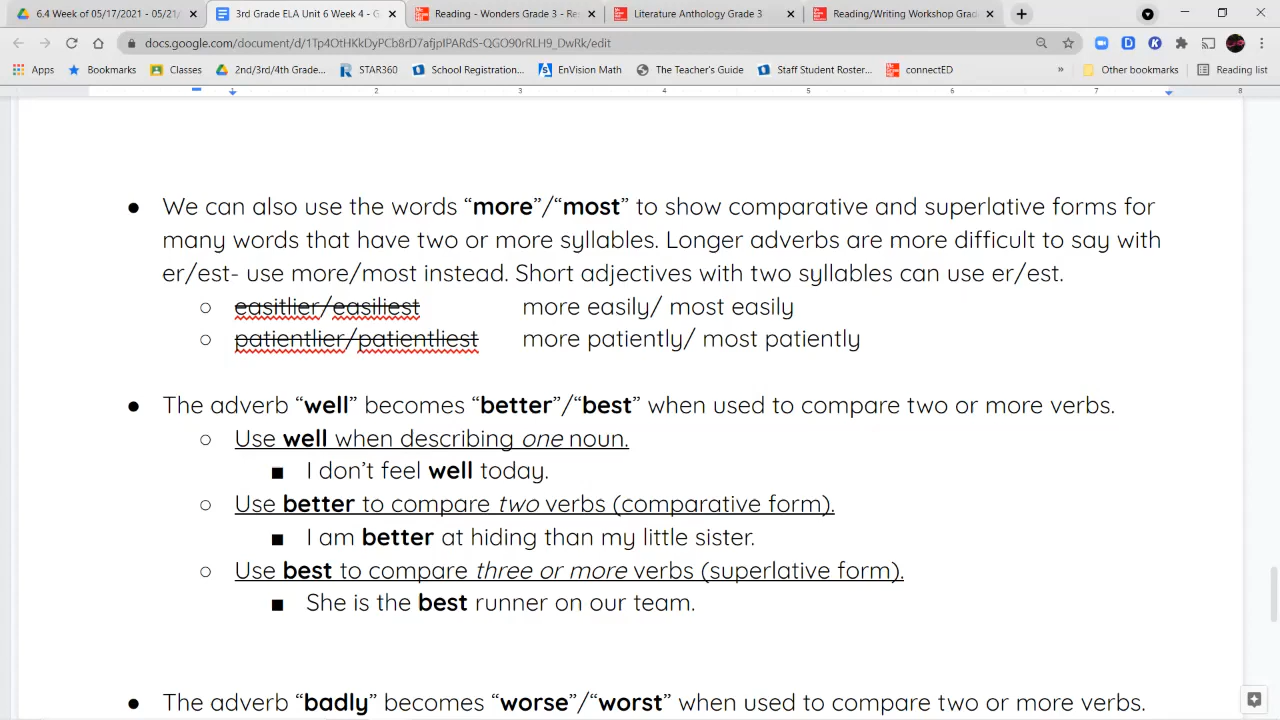 6.4 Week of 05/17/2021 - 05/21/
3rd Grade ELA Unit 6 Week 4 - G
Reading - Wonders Grade 3 - Re
Literature Anthology Grade 3
Reading/Writing Workshop Grad
docs.google.com/document/d/1Tp4OtHKkDyPCbsrD7afjpIPARdS-QGO90rRLH9_DwRk/edit
Apps Bookmarks Classes 2nd/3rd/4th Grade... STAR360 School Registration... EnVision Math The Teacher's Guide Staff Student Roster... connectED » Other bookmarks Reading list
2 3 4 5 6 7 8
● We can also use the words “more”/“most” to show comparative and superlative forms for
many words that have two or more syllables. Longer adverbs are more difficult to say with
er/est- use more/most instead. Short adjectives with two syllables can use er/est.
○ easitlier/easiliest more easily/ most easily
○ patientlier/patientliest more patiently/ most patiently
● The adverb “well” becomes “better”/“best” when used to compare two or more verbs.
○ Use well when describing one noun.
■ I don’t feel well today.
○ Use better to compare two verbs (comparative form).
■ I am better at hiding than my little sister.
○ Use best to compare three or more verbs (superlative form).
■ She is the best runner on our team.
● The adverb “badly” becomes “worse”/“worst” when used to compare two or more verbs.